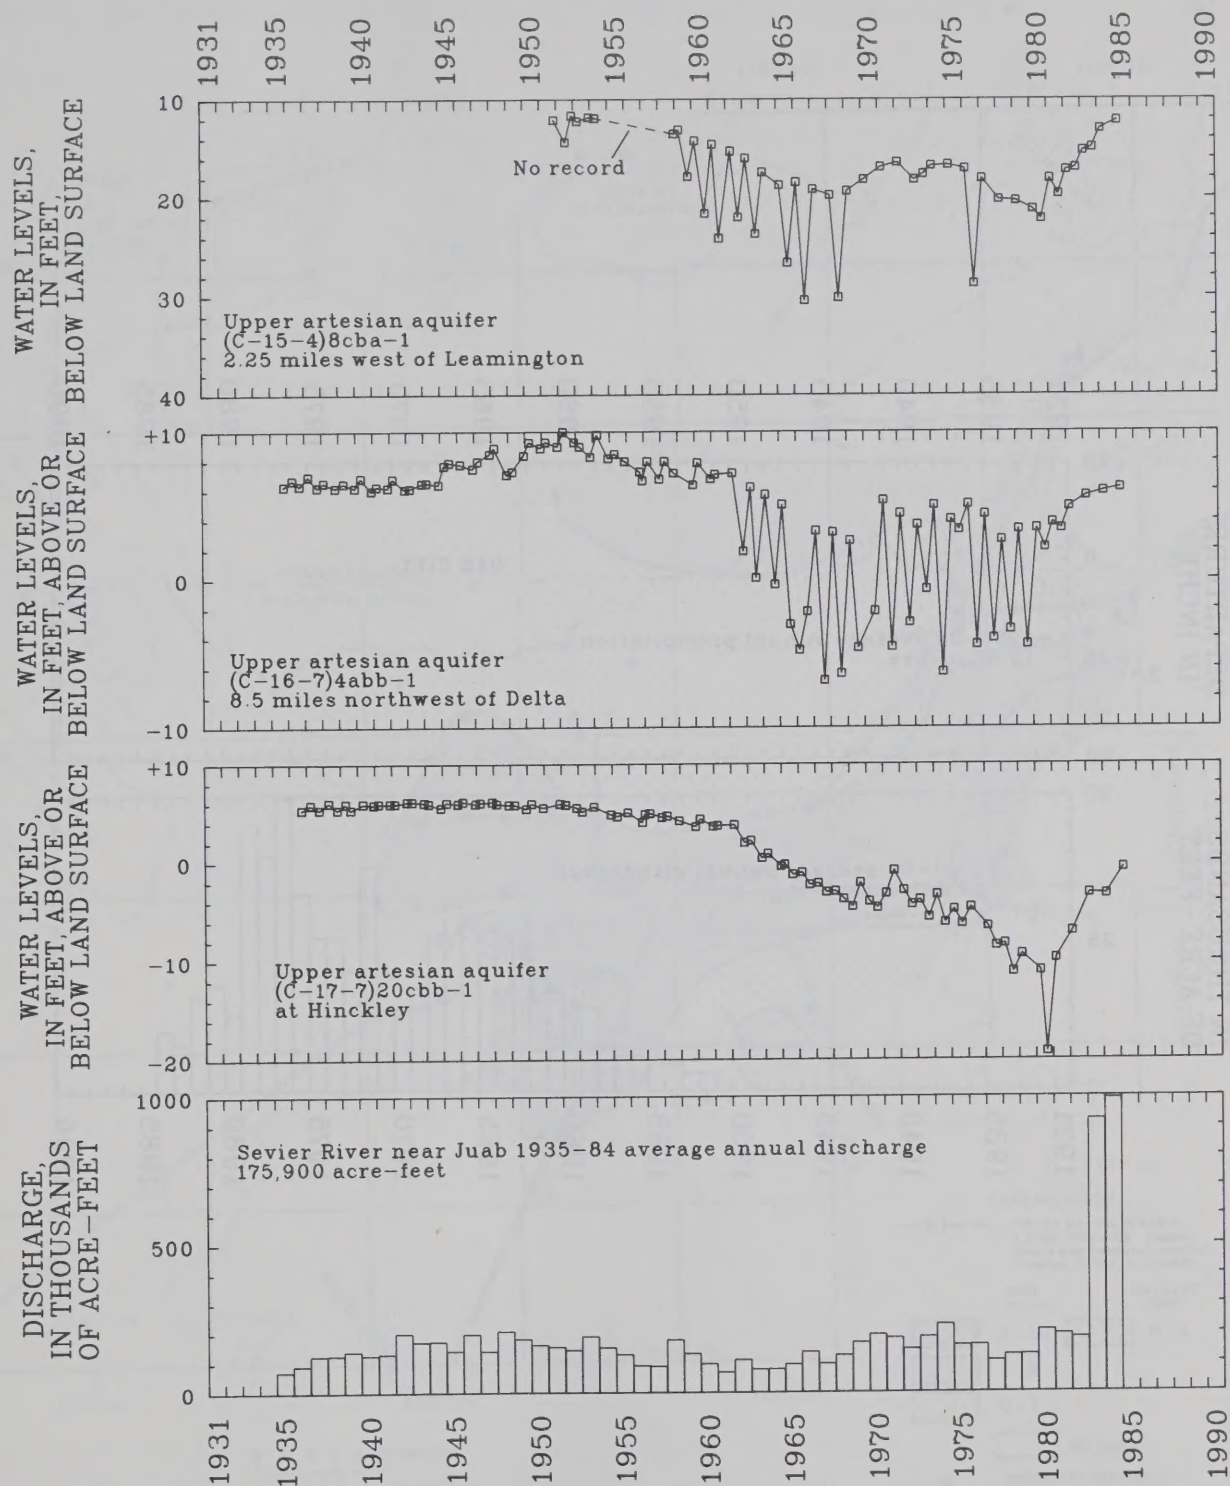 1931 1935 1940 1945 1950 1955 1960 1965 1970 1975 1980 1985 1990
WATER LEVELS,
IN FEET,
BELOW LAND SURFACE
10
20
30
40
No record
Upper artesian aquifer
(C-15-4)8cba-1
2.25 miles west of Leamington
WATER LEVELS,
IN FEET, ABOVE OR
BELOW LAND SURFACE
+10
0
-10
Upper artesian aquifer
(C-16-7)4abb-1
8.5 miles northwest of Delta
WATER LEVELS,
IN FEET, ABOVE OR
BELOW LAND SURFACE
+10
0
-10
-20
Upper artesian aquifer
(C-17-7)20cbb-1
at Hinckley
DISCHARGE,
IN THOUSANDS
OF ACRE-FEET
1000
500
0
Sevier River near Juab 1935-84 average annual discharge
175,900 acre-feet
1931 1935 1940 1945 1950 1955 1960 1965 1970 1975 1980 1985 1990